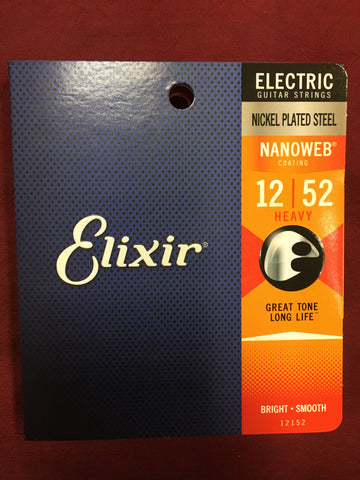 Elixir®
ELECTRIC
GUITAR STRINGS
NICKEL PLATED STEEL
NANOWEB®
COATING
12 | 52
HEAVY
GREAT TONE
LONG LIFE™
BRIGHT • SMOOTH
12152